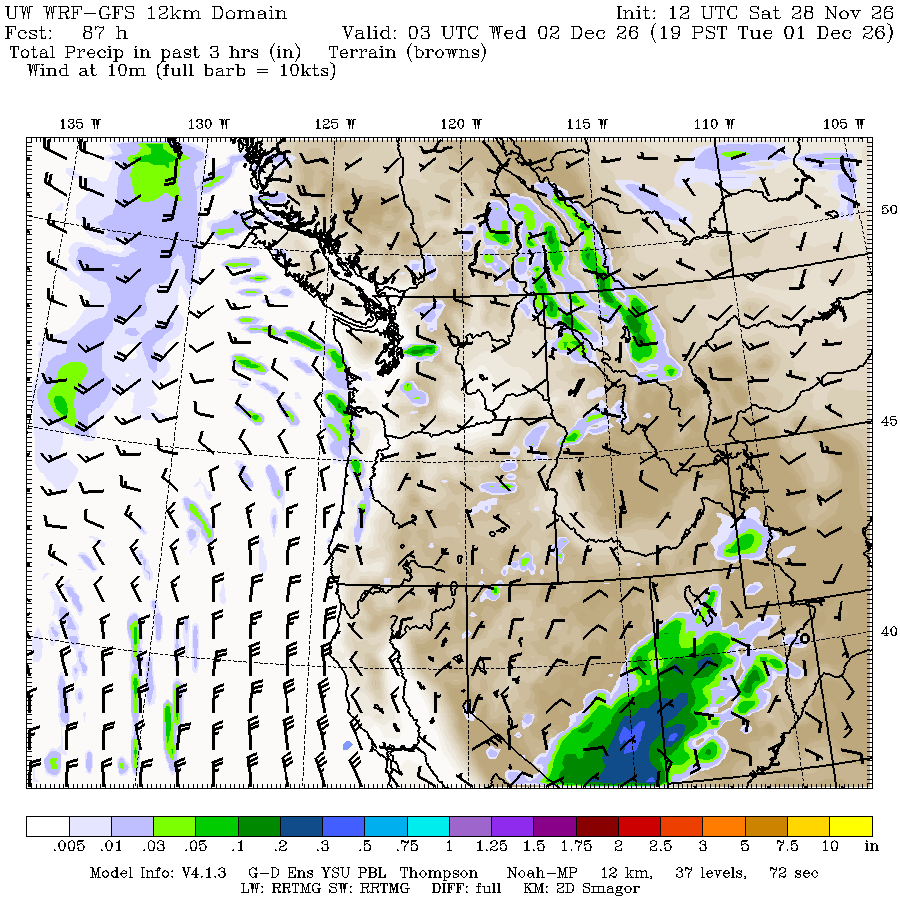 UW WRF-GFS 12km Domain Init: 12 UTC Sat 28 Nov 26
Fcst: 87 h Valid: 03 UTC Wed 02 Dec 26 (19 PST Tue 01 Dec 26)
Total Precip in past 3 hrs (in) Terrain (browns)
Wind at 10m (full barb = 10kts)
135 W 130 W 125 W 120 W 115 W 110 W 105 W
50
45
40
.005 .01 .03 .05 .1 .2 .3 .5 .75 1 1.25 1.5 1.75 2 2.5 3 5 7.5 10 in
Model Info: V4.1.3 G-D Ens YSU PBL Thompson Noah-MP 12 km, 37 levels, 72 sec
LW: RRTMG SW: RRTMG DIFF: full KM: 2D Smagor